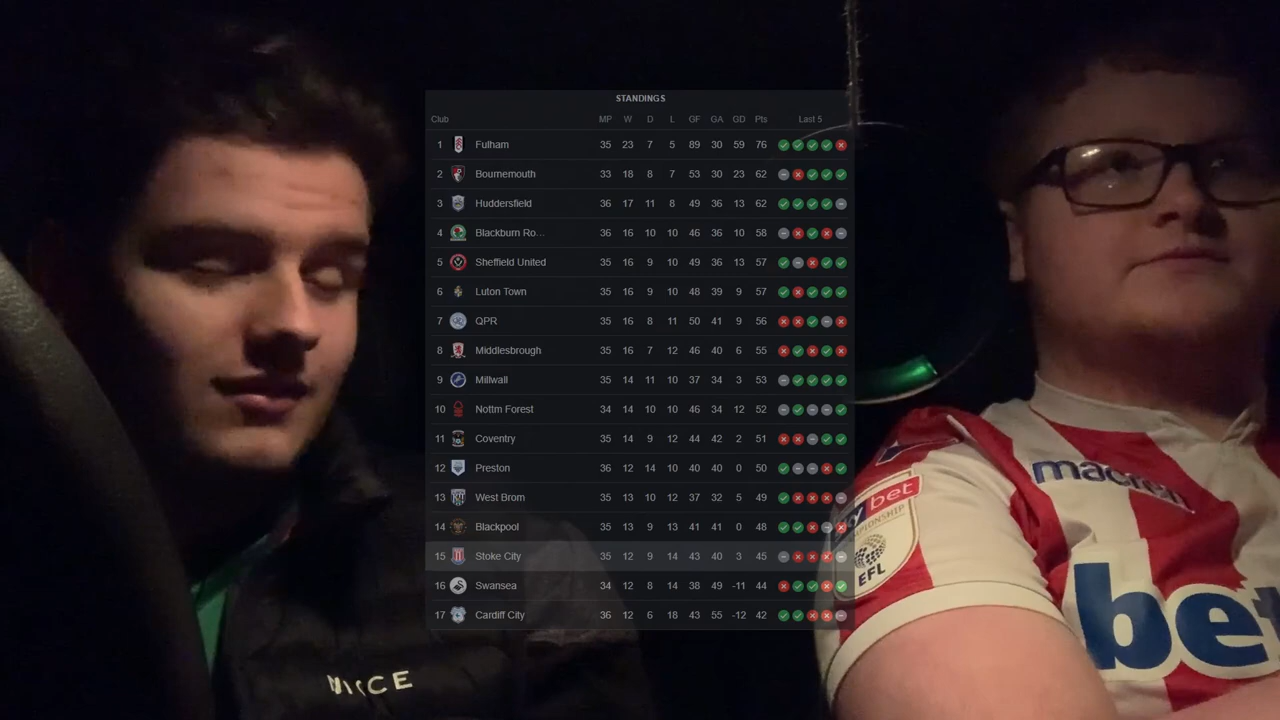 STANDINGS
Club MP W D L GF GA GD Pts Last 5
1 Fulham 35 23 7 5 89 30 59 76
2 Bournemouth 33 18 8 7 53 30 23 62
3 Huddersfield 36 17 11 8 49 36 13 62
4 Blackburn Ro... 36 16 10 10 46 36 10 58
5 Sheffield United 35 16 9 10 49 36 13 57
6 Luton Town 35 16 9 10 48 39 9 57
7 QPR 35 16 8 11 50 41 9 56
8 Middlesbrough 35 16 7 12 46 40 6 55
9 Millwall 35 14 11 10 37 34 3 53
10 Nottm Forest 34 14 10 10 46 34 12 52
11 Coventry 35 14 9 12 44 42 2 51
12 Preston 36 12 14 10 40 40 0 50
13 West Brom 35 13 10 12 37 32 5 49
14 Blackpool 35 13 9 13 41 41 0 48
15 Stoke City 35 12 9 14 43 40 3 45
16 Swansea 34 12 8 14 38 49 -11 44
17 Cardiff City 36 12 6 18 43 55 -12 42
macron
bet
EFL
bet